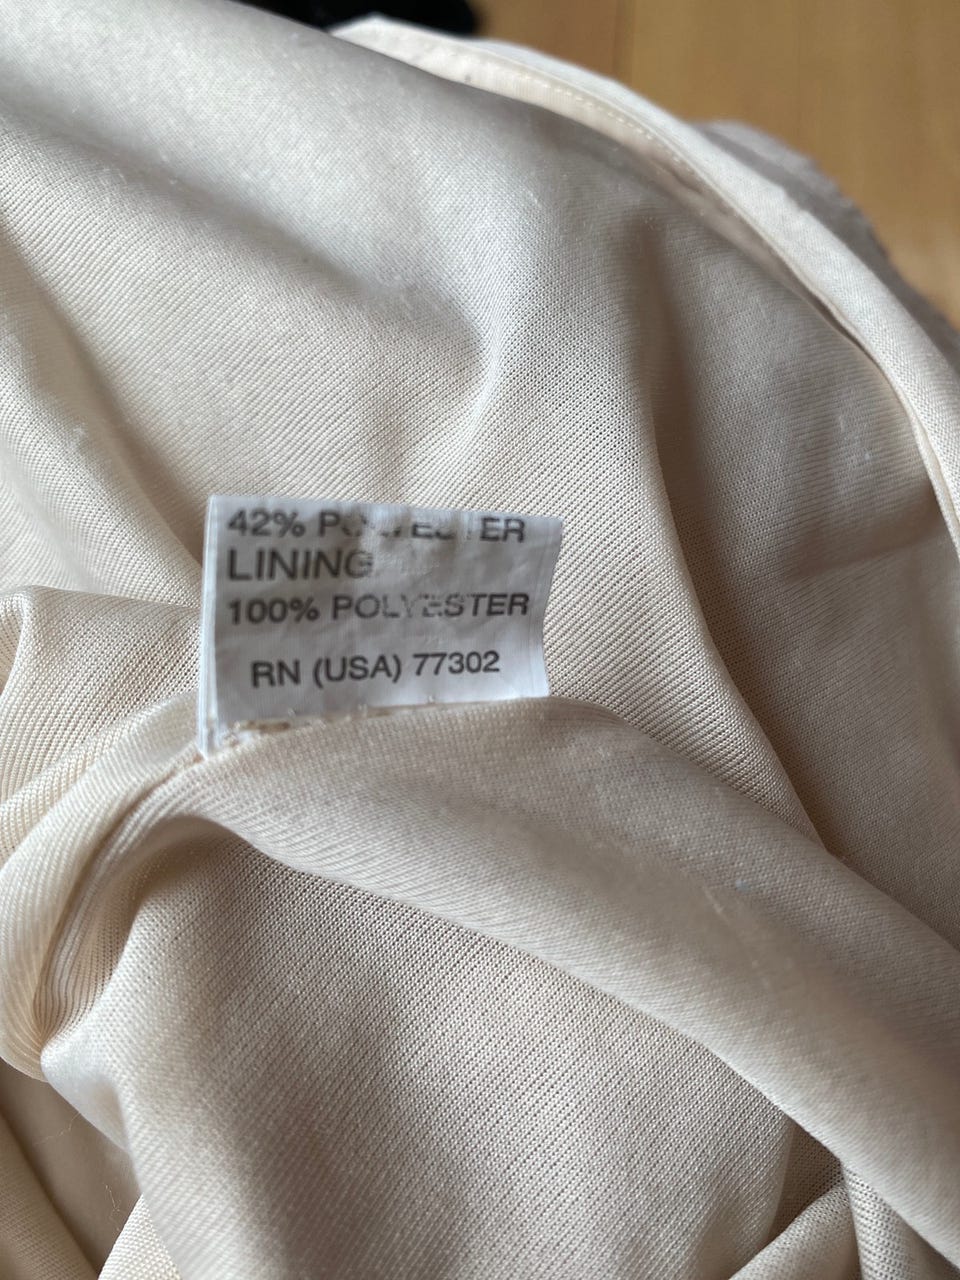 42% POLYESTER
LINING
100% POLYESTER
RN (USA) 77302